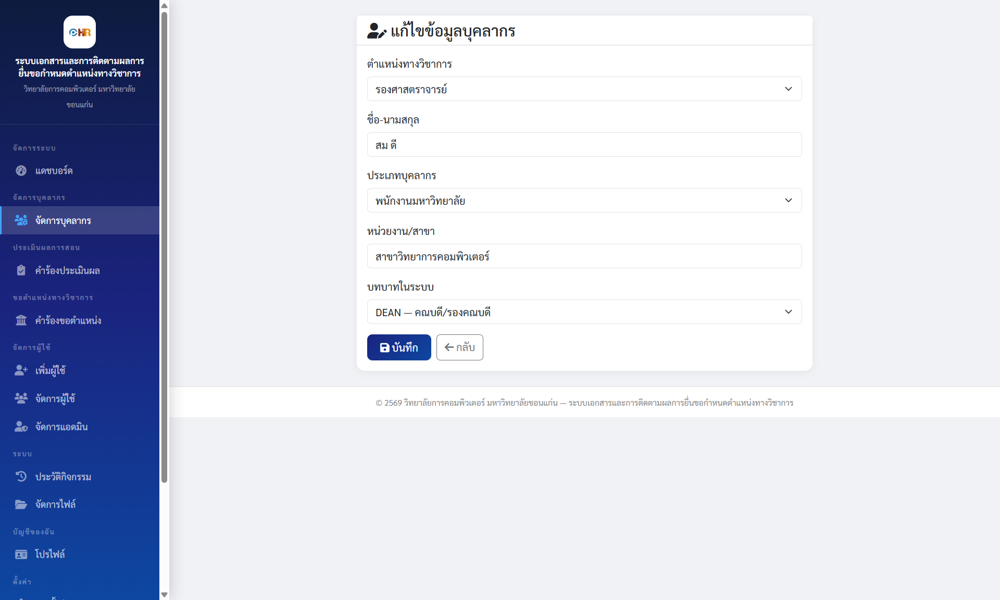 CHR
ระบบเอกสารและการติดตามผลการ
ยื่นขอกำหนดตำแหน่งทางวิชาการ
วิทยาลัยการคอมพิวเตอร์ มหาวิทยาลัย
ขอนแก่น
จัดการระบบ
แดชบอร์ด
จัดการบุคลากร
จัดการบุคลากร
ประเมินผลการสอน
คำร้องประเมินผล
ขอตำแหน่งทางวิชาการ
คำร้องขอตำแหน่ง
จัดการผู้ใช้
เพิ่มผู้ใช้
จัดการผู้ใช้
จัดการแอดมิน
ระบบ
ประวัติกิจกรรม
จัดการไฟล์
บัญชีของฉัน
โปรไฟล์
ตั้งค่า
แก้ไขข้อมูลบุคลากร
ตำแหน่งทางวิชาการ
รองศาสตราจารย์
ชื่อ-นามสกุล
สม ดี
ประเภทบุคลากร
พนักงานมหาวิทยาลัย
หน่วยงาน/สาขา
สาขาวิทยาการคอมพิวเตอร์
บทบาทในระบบ
DEAN — คณบดี/รองคณบดี
บันทึก
กลับ
© 2569 วิทยาลัยการคอมพิวเตอร์ มหาวิทยาลัยขอนแก่น — ระบบเอกสารและการติดตามผลการยื่นขอกำหนดตำแหน่งทางวิชาการ